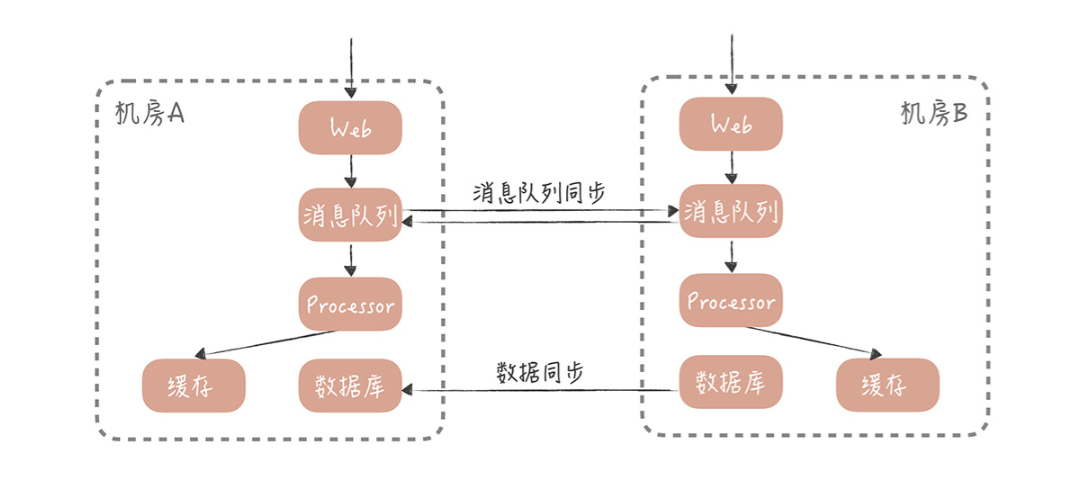 机房A
Web
消息队列
Processor
缓存
数据库
消息队列同步
数据同步
机房B
Web
消息队列
Processor
数据库
缓存